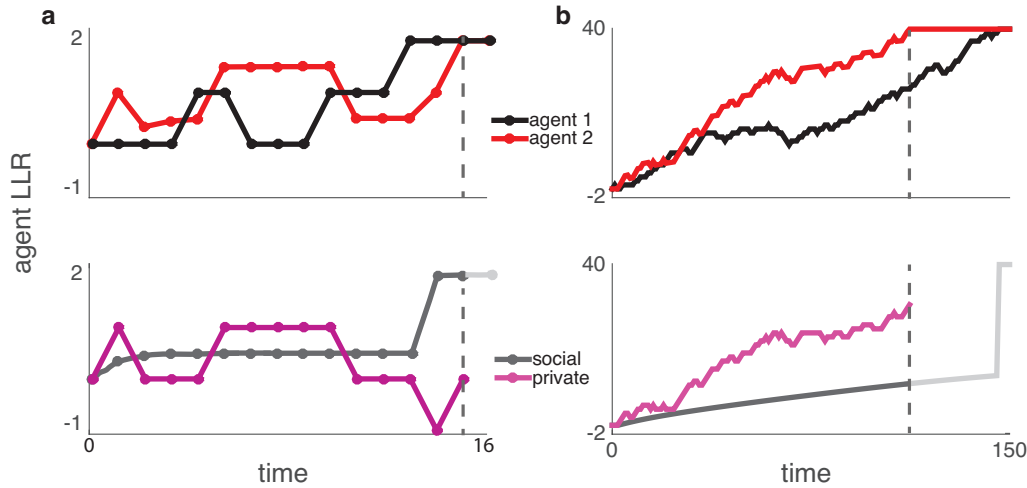 a
b
2
-1
40
-2
agent 1
agent 2
agent LLR
2
-1
0
16
time
social
private
40
-2
0
150
time